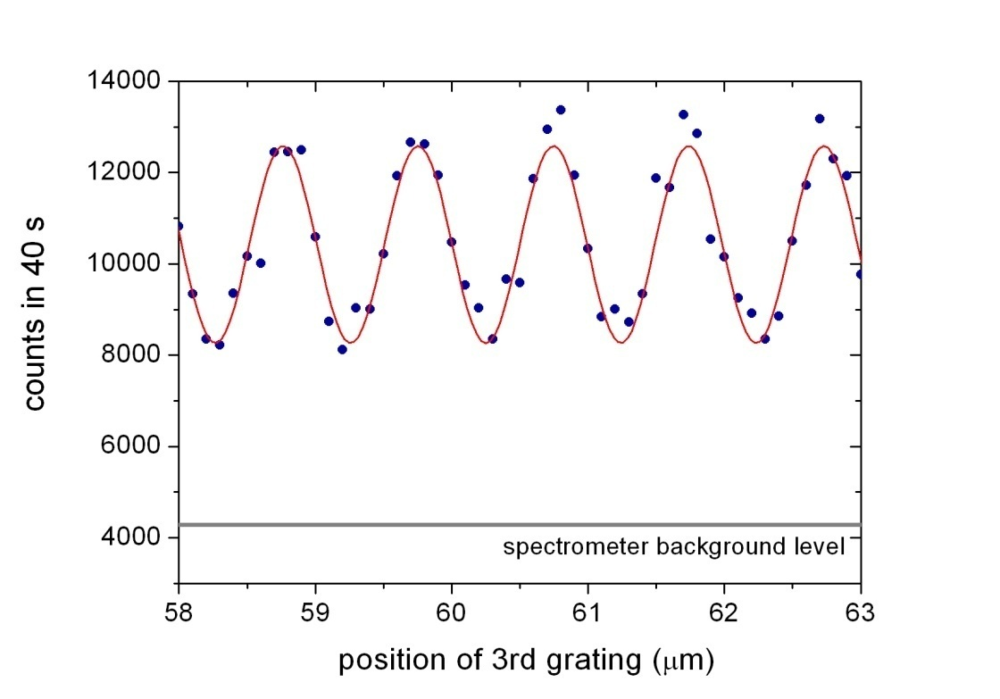 14000
12000
10000
8000
6000
4000
counts in 40 s
spectrometer background level
58 59 60 61 62 63
position of 3rd grating (μm)